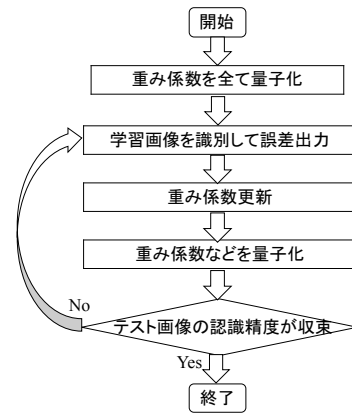 開始
重み係数を全て量子化
学習画像を識別して誤差出力
重み係数更新
重み係数などを量子化
No
テスト画像の認識精度が収束
Yes
終了